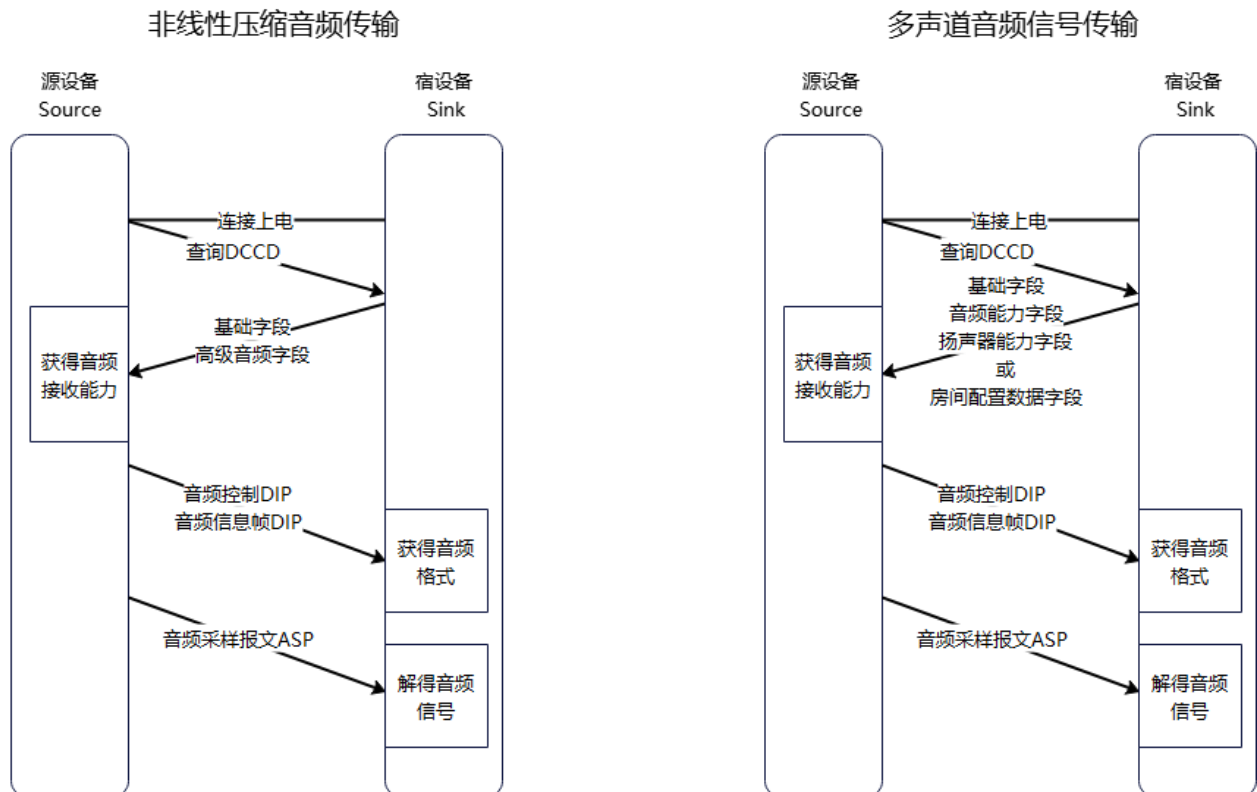 非线性压缩音频传输
源设备
Source
宿设备
Sink
连接上电
查询DCCD
基础字段
高级音频字段
获得音频
接收能力
音频控制DIP
音频信息帧DIP
获得音频
格式
音频采样报文ASP
解得音频
信号
多声道音频信号传输
源设备
Source
宿设备
Sink
连接上电
查询DCCD
基础字段
音频能力字段
扬声器能力字段
或
房间配置数据字段
获得音频
接收能力
音频控制DIP
音频信息帧DIP
获得音频
格式
音频采样报文ASP
解得音频
信号